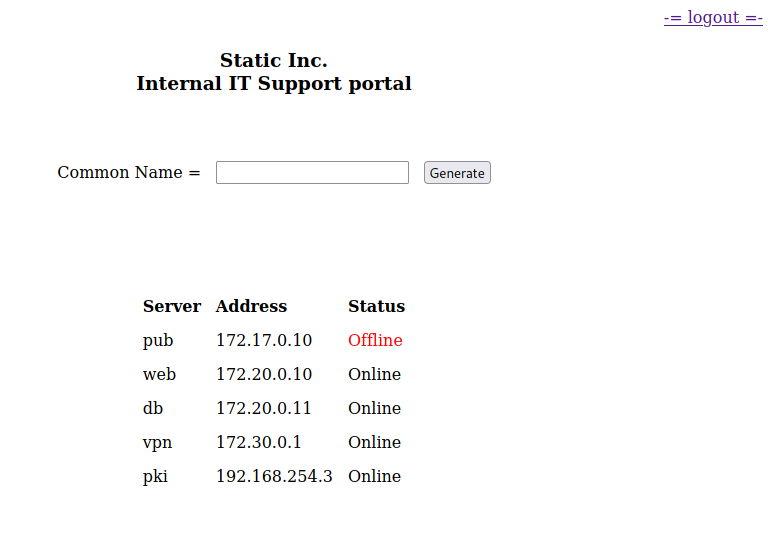 -= logout =-
Static Inc.
Internal IT Support portal
Common Name = Generate
Server Address Status
pub 172.17.0.10 Offline
web 172.20.0.10 Online
db 172.20.0.11 Online
vpn 172.30.0.1 Online
pki 192.168.254.3 Online